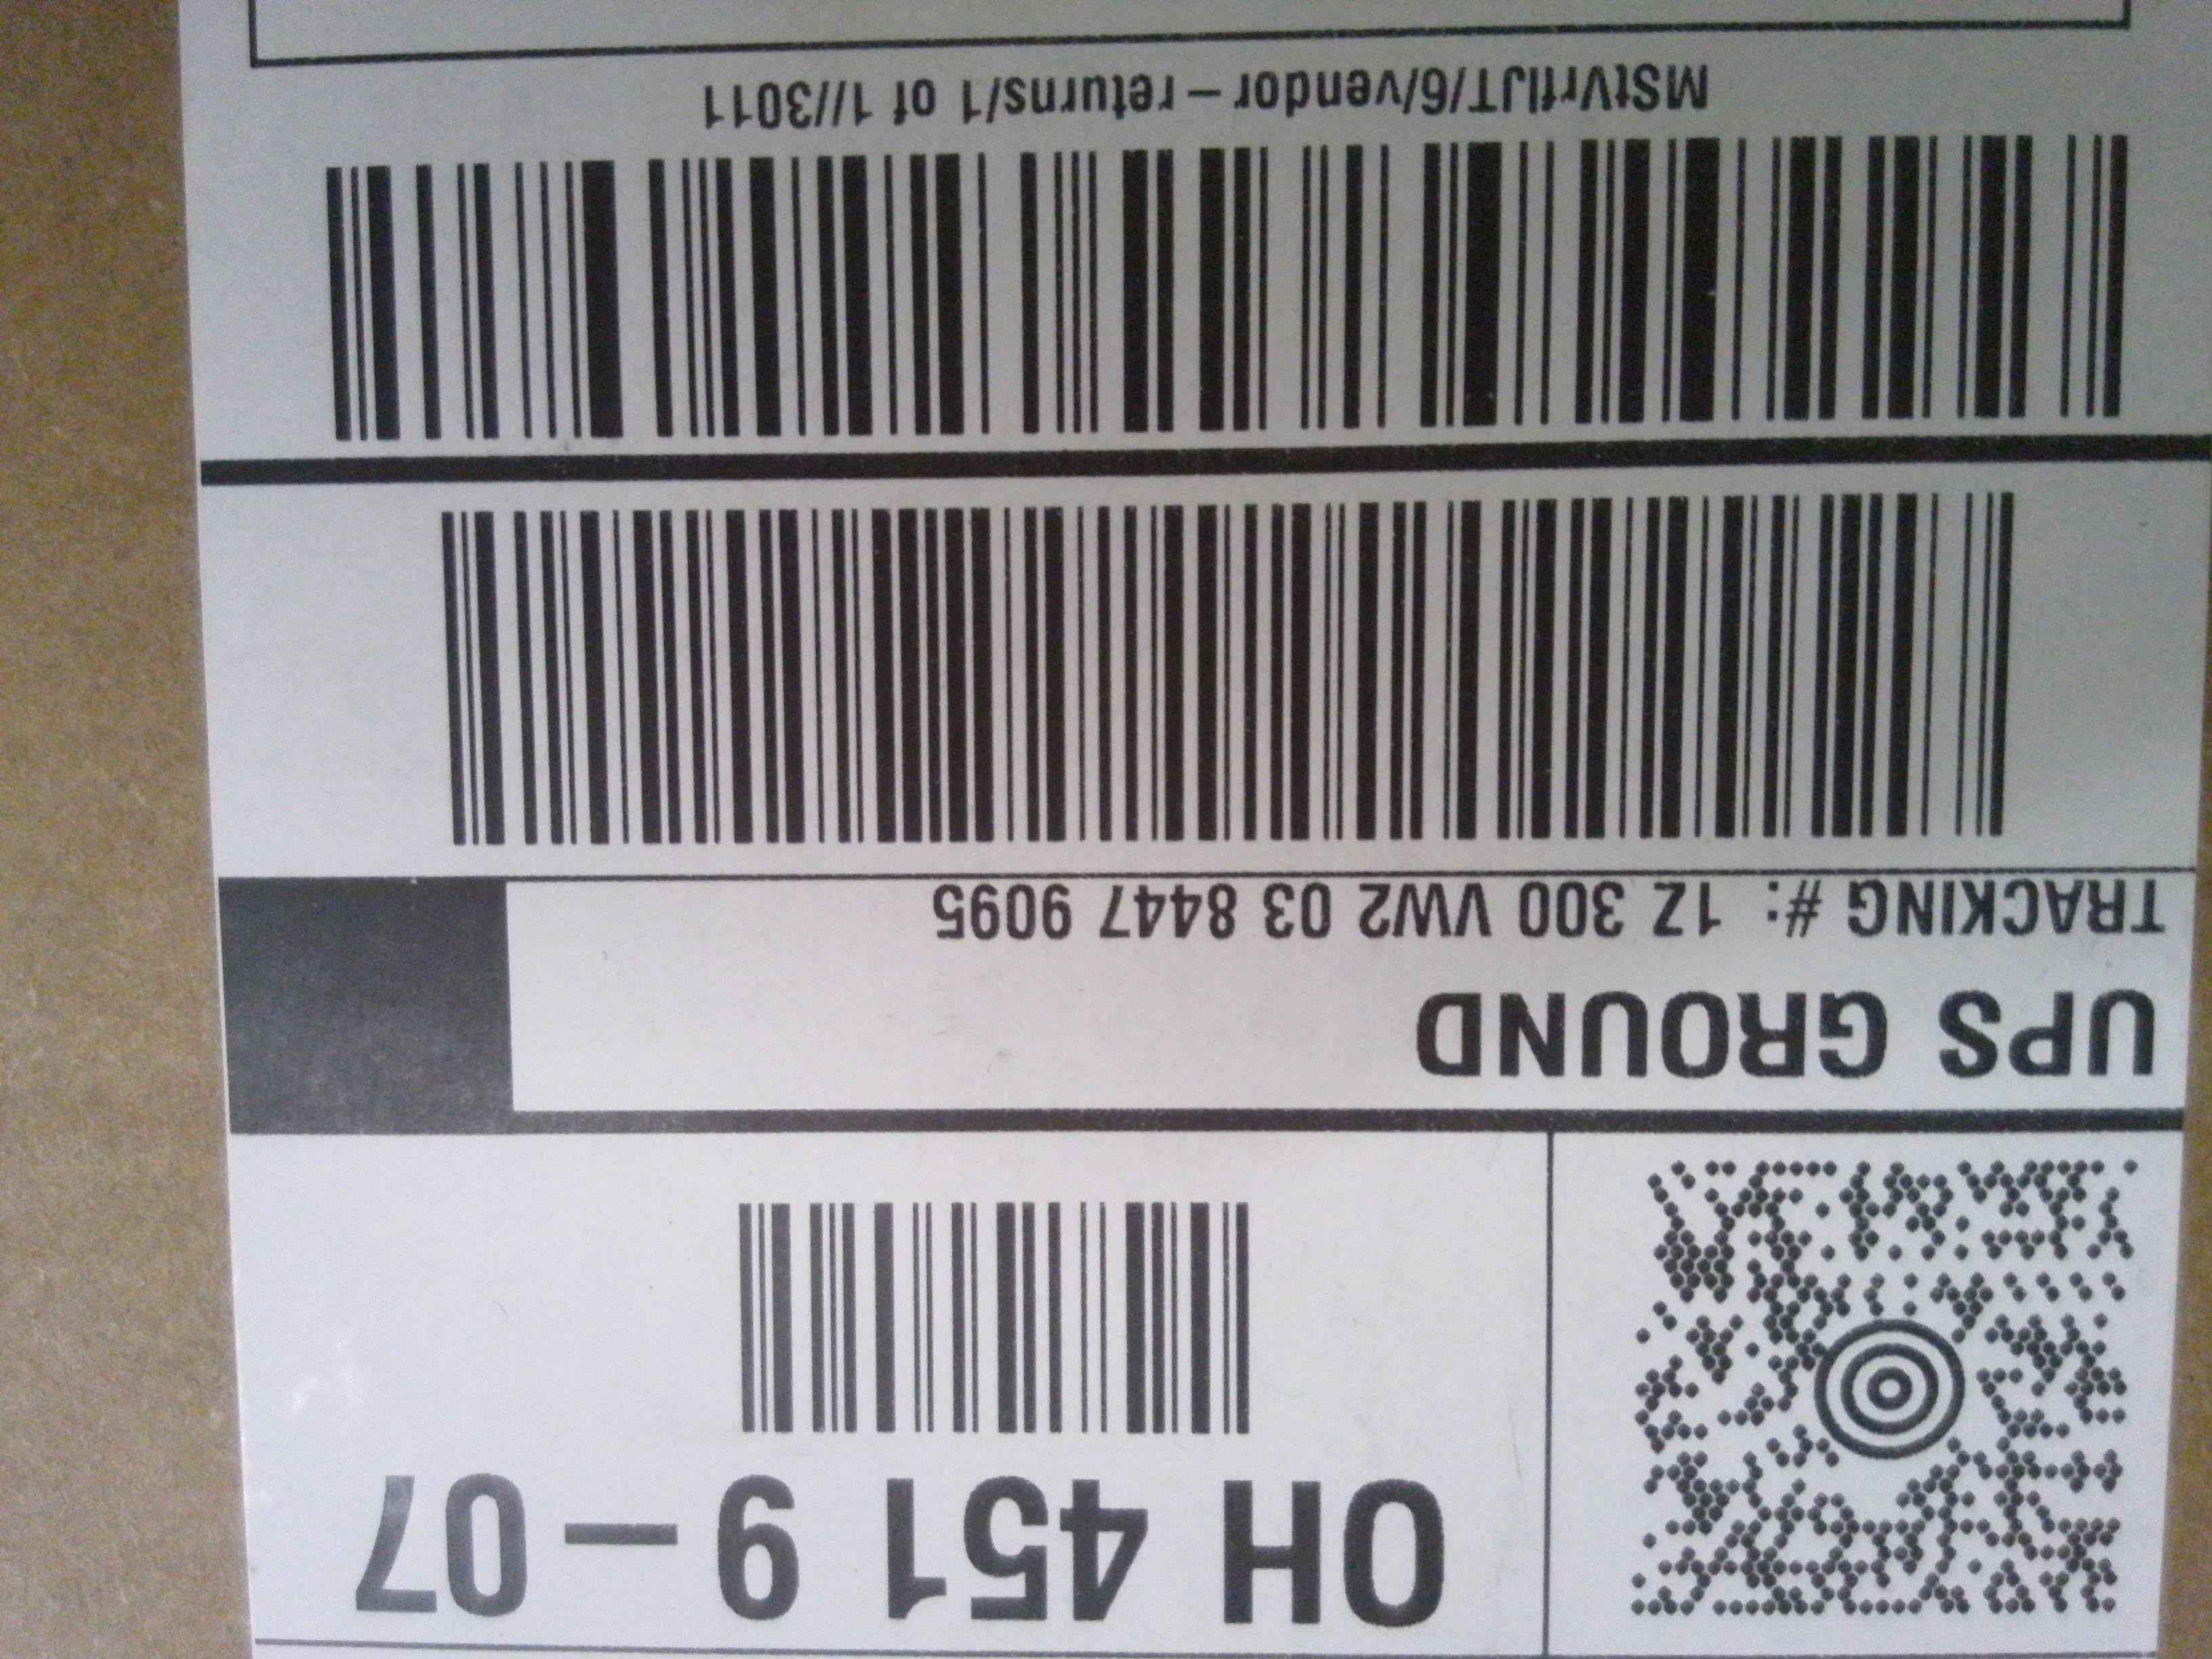 OH 451 9-07
UPS GROUND
TRACKING #: 1Z 300 VW2 03 8447 9095
MStVrflJT/6/vendor-returns/1 of 1//3011